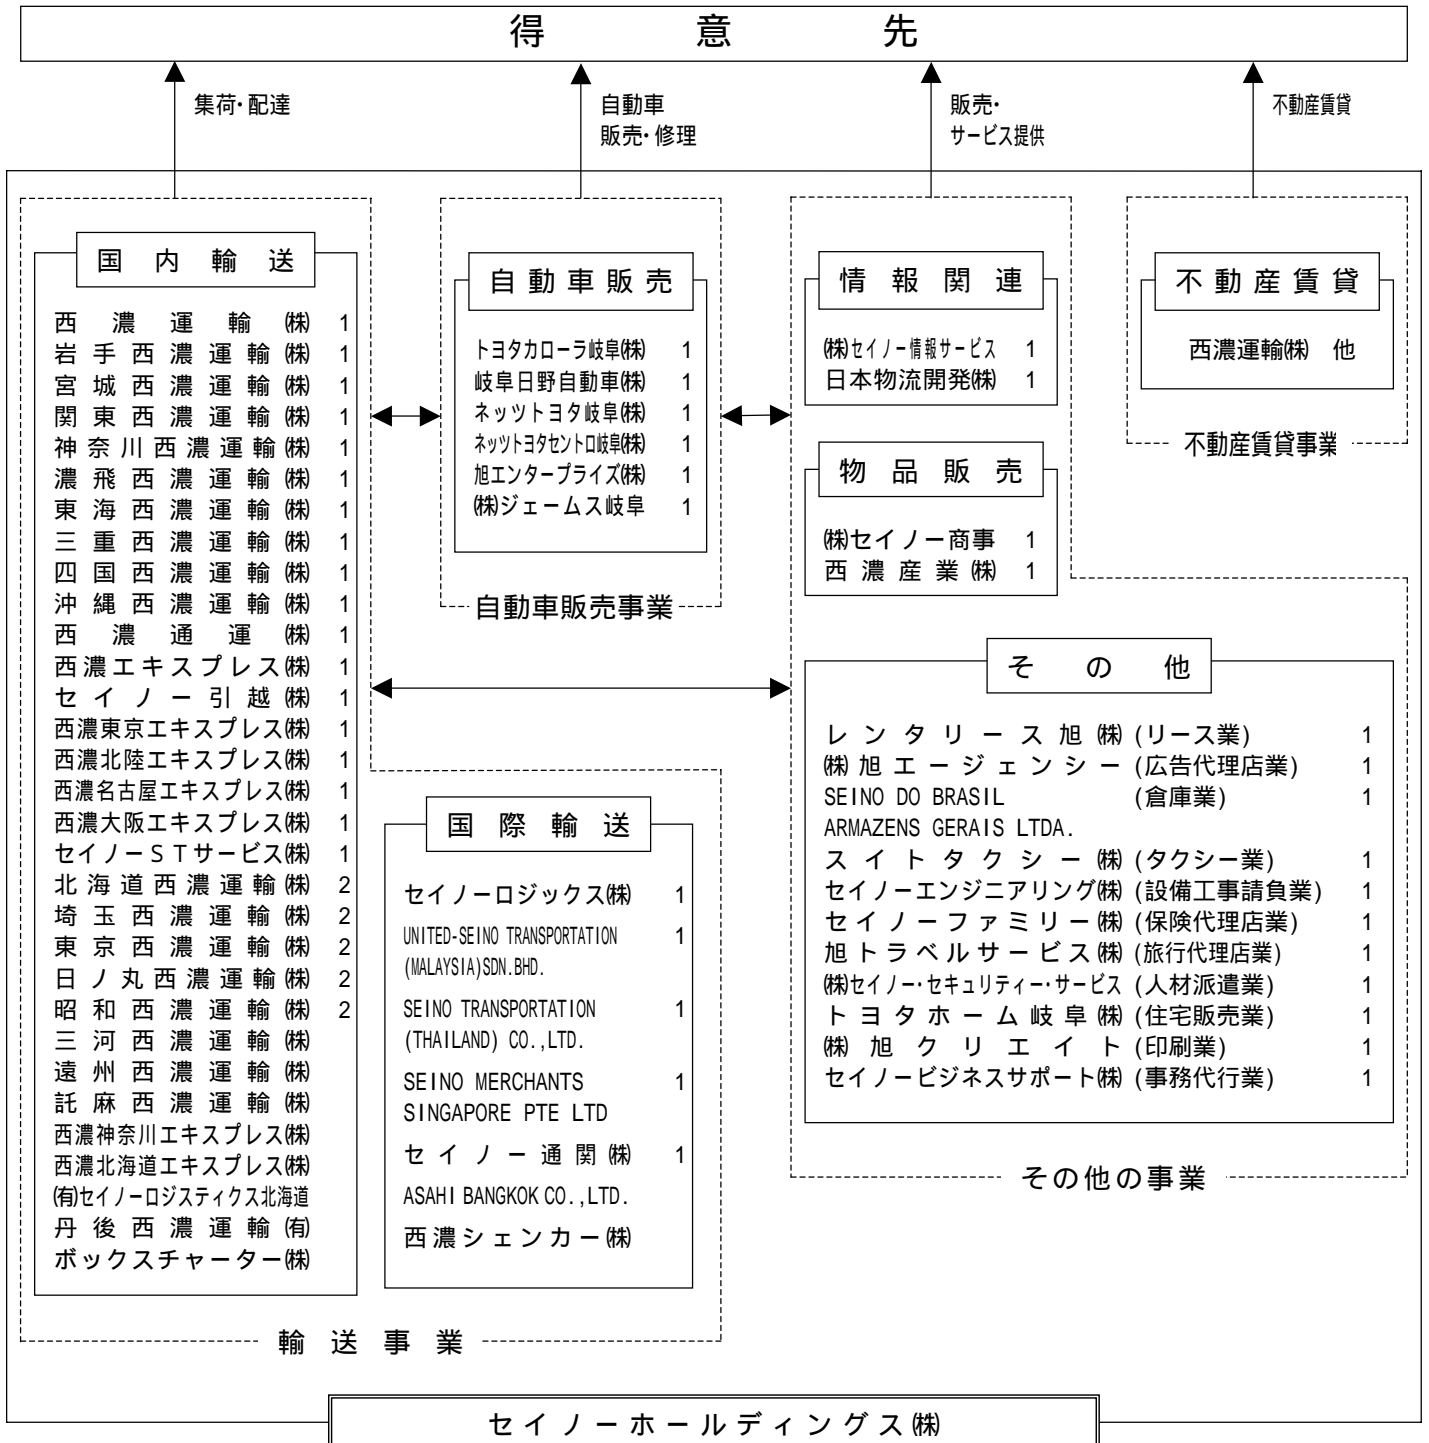 得意先
集荷・配達
自動車
販売・修理
販売・
サービス提供
不動産賃貸
国内輸送
西濃運輸㈱ 1
岩手西濃運輸㈱ 1
宮城西濃運輸㈱ 1
関東西濃運輸㈱ 1
神奈川西濃運輸㈱ 1
濃飛西濃運輸㈱ 1
東海西濃運輸㈱ 1
三重西濃運輸㈱ 1
四国西濃運輸㈱ 1
沖縄西濃運輸㈱ 1
西濃通運㈱ 1
西濃エキスプレス㈱ 1
セイノー引越㈱ 1
西濃東京エキスプレス㈱ 1
西濃北陸エキスプレス㈱ 1
西濃名古屋エキスプレス㈱ 1
西濃大阪エキスプレス㈱ 1
セイノーSTサービス㈱ 1
北海道西濃運輸㈱ 2
埼玉西濃運輸㈱ 2
東京西濃運輸㈱ 2
日ノ丸西濃運輸㈱ 2
昭和西濃運輸㈱ 2
三河西濃運輸㈱
遠州西濃運輸㈱
託麻西濃運輸㈱
西濃神奈川エキスプレス㈱
西濃北海道エキスプレス㈱
㈲セイノーロジスティクス北海道
丹後西濃運輸㈲
ボックスチャーター㈱
国際輸送
セイノーロジックス㈱ 1
UNITED-SEINO TRANSPORTATION 1
(MALAYSIA)SDN.BHD.
SEINO TRANSPORTATION 1
(THAILAND) CO.,LTD.
SEINO MERCHANTS 1
SINGAPORE PTE LTD
セイノー通関㈱ 1
ASAHI BANGKOK CO.,LTD.
西濃シェンカー㈱
輸送事業
自動車販売
トヨタカローラ岐阜㈱ 1
岐阜日野自動車㈱ 1
ネッツトヨタ岐阜㈱ 1
ネッツトヨタセントロ岐阜㈱ 1
旭エンタープライズ㈱ 1
㈱ジェームス岐阜 1
自動車販売事業
情報関連
㈱セイノー情報サービス 1
日本物流開発㈱ 1
物品販売
㈱セイノー商事 1
西濃産業㈱ 1
その他
レンタリース旭㈱ (リース業) 1
㈱旭エージェンシー (広告代理店業) 1
SEINO DO BRASIL (倉庫業) 1
ARMAZENS GERAIS LTDA.
スイトタクシー㈱ (タクシー業) 1
セイノーエンジニアリング㈱ (設備工事請負業) 1
セイノーファミリー㈱ (保険代理店業) 1
旭トラベルサービス㈱ (旅行代理店業) 1
㈱セイノー・セキュリティー・サービス (人材派遣業) 1
トヨタホーム岐阜㈱ (住宅販売業) 1
㈱旭クリエイト (印刷業) 1
セイノービジネスサポート㈱ (事務代行業) 1
その他の事業
不動産賃貸
西濃運輸㈱ 他
不動産賃貸事業
セイノーホールディングス㈱